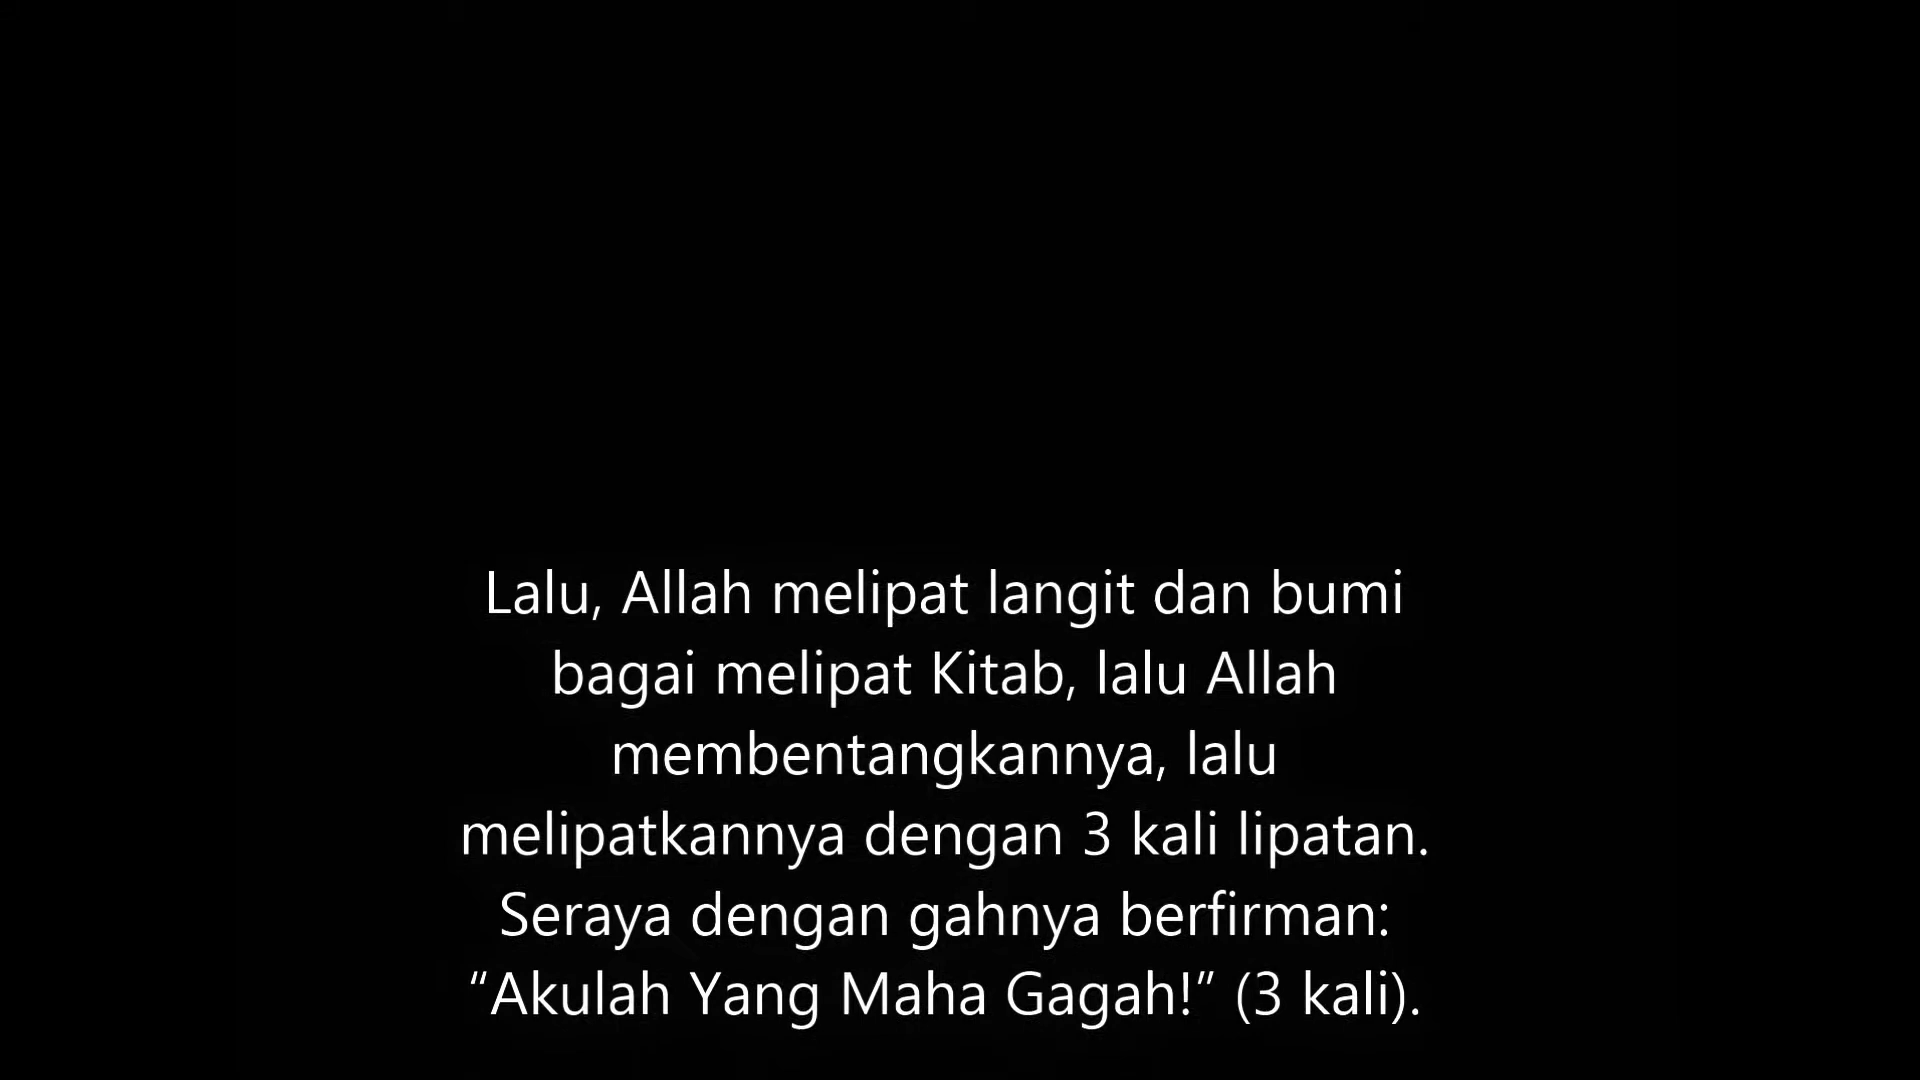 Lalu, Allah melipat langit dan bumi
bagai melipat Kitab, lalu Allah
membentangkannya, lalu
melipatkannya dengan 3 kali lipatan.
Seraya dengan gahnya berfirman:
“Akulah Yang Maha Gagah!” (3 kali).